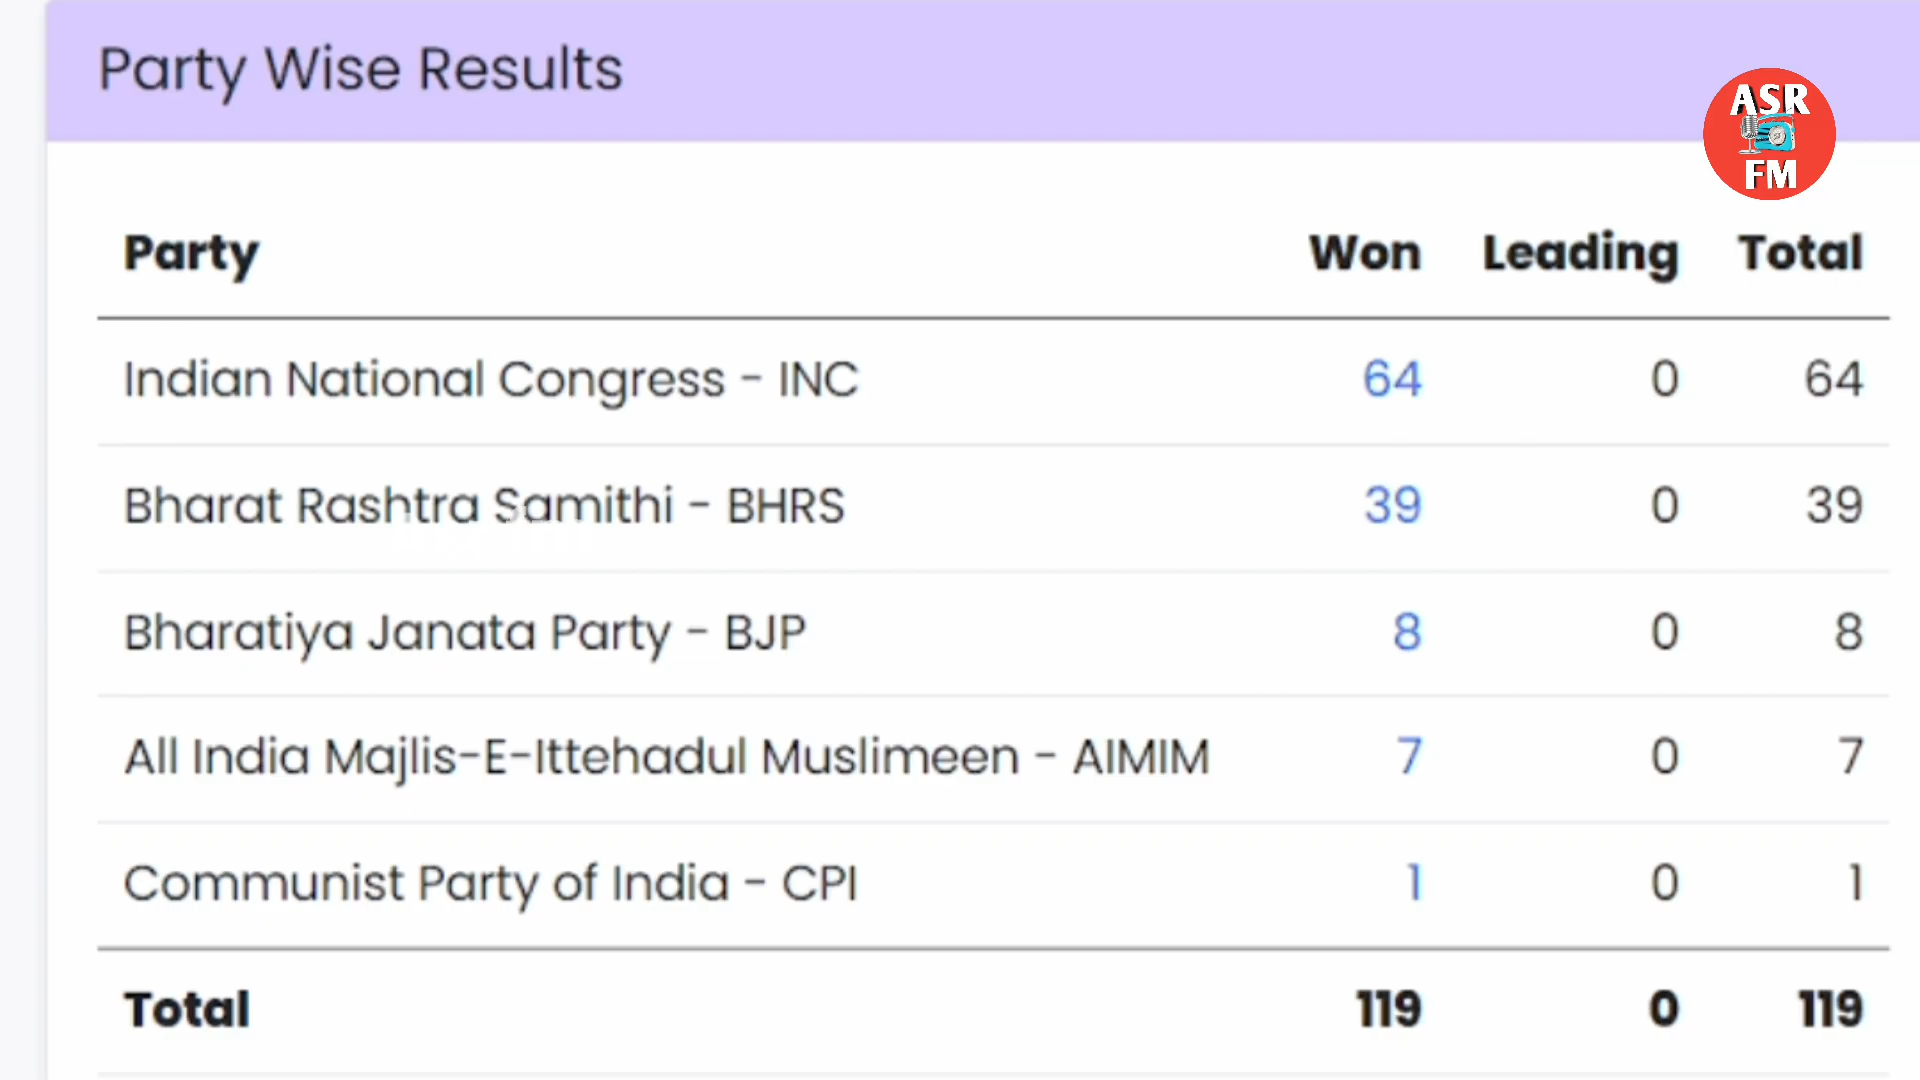 Party Wise Results
ASR
FM
Party Won Leading Total
Indian National Congress - INC 64 0 64
Bharat Rashtra Samithi - BHRS 39 0 39
Bharatiya Janata Party - BJP 8 0 8
All India Majlis-E-Ittehadul Muslimeen - AIMIM 7 0 7
Communist Party of India - CPI 1 0 1
Total 119 0 119